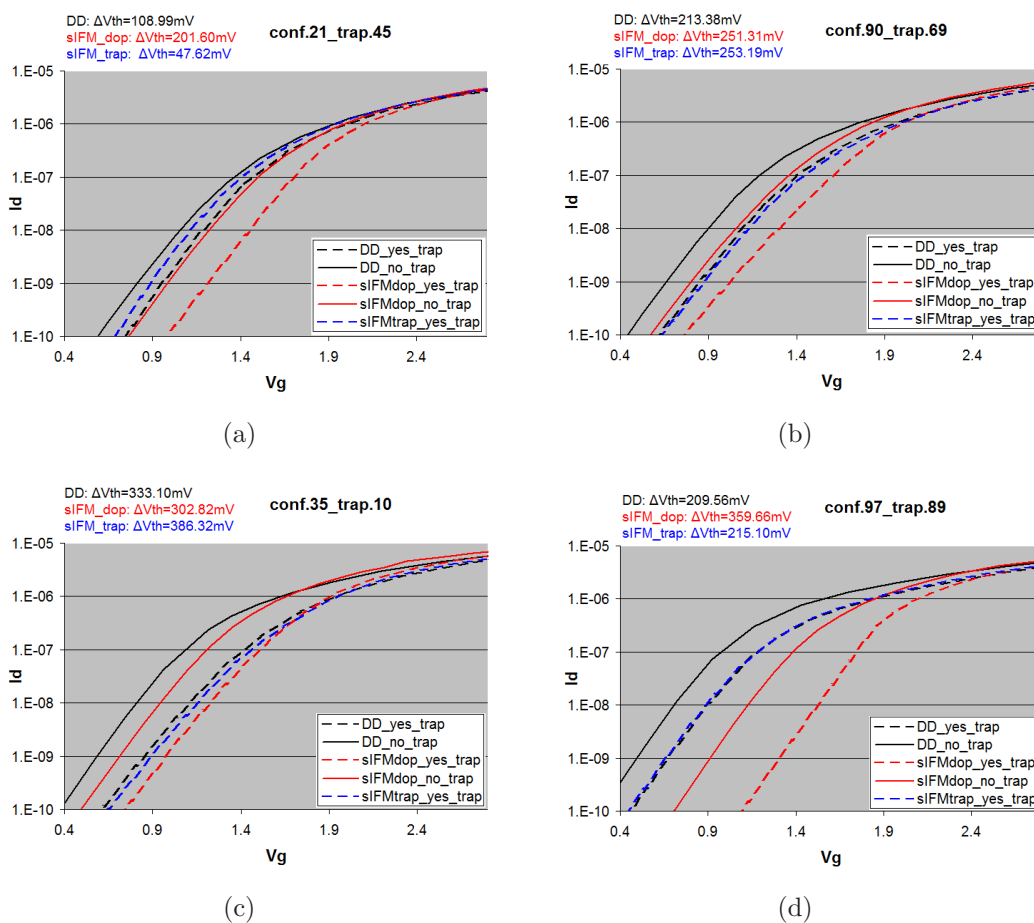 DD: ΔVth=108.99mV
sIFM_dop: ΔVth=201.60mV
sIFM_trap: ΔVth=47.62mV
conf.21_trap.45
1.E-05
1.E-06
1.E-07
1.E-08
1.E-09
1.E-10
Id
DD_yes_trap
DD_no_trap
sIFMdop_yes_trap
sIFMdop_no_trap
sIFMtrap_yes_trap
0.4 0.9 1.4 1.9 2.4
Vg
(a)
DD: ΔVth=213.38mV
sIFM_dop: ΔVth=251.31mV
sIFM_trap: ΔVth=253.19mV
conf.90_trap.69
1.E-05
1.E-06
1.E-07
1.E-08
1.E-09
1.E-10
Id
DD_yes_trap
DD_no_trap
sIFMdop_yes_trap
sIFMdop_no_trap
sIFMtrap_yes_trap
0.4 0.9 1.4 1.9 2.4
Vg
(b)
DD: ΔVth=333.10mV
sIFM_dop: ΔVth=302.82mV
sIFM_trap: ΔVth=386.32mV
conf.35_trap.10
1.E-05
1.E-06
1.E-07
1.E-08
1.E-09
1.E-10
Id
DD_yes_trap
DD_no_trap
sIFMdop_yes_trap
sIFMdop_no_trap
sIFMtrap_yes_trap
0.4 0.9 1.4 1.9 2.4
Vg
(c)
DD: ΔVth=209.56mV
sIFM_dop: ΔVth=359.66mV
sIFM_trap: ΔVth=215.10mV
conf.97_trap.89
1.E-05
1.E-06
1.E-07
1.E-08
1.E-09
1.E-10
Id
DD_yes_trap
DD_no_trap
sIFMdop_yes_trap
sIFMdop_no_trap
sIFMtrap_yes_trap
0.4 0.9 1.4 1.9 2.4
Vg
(d)